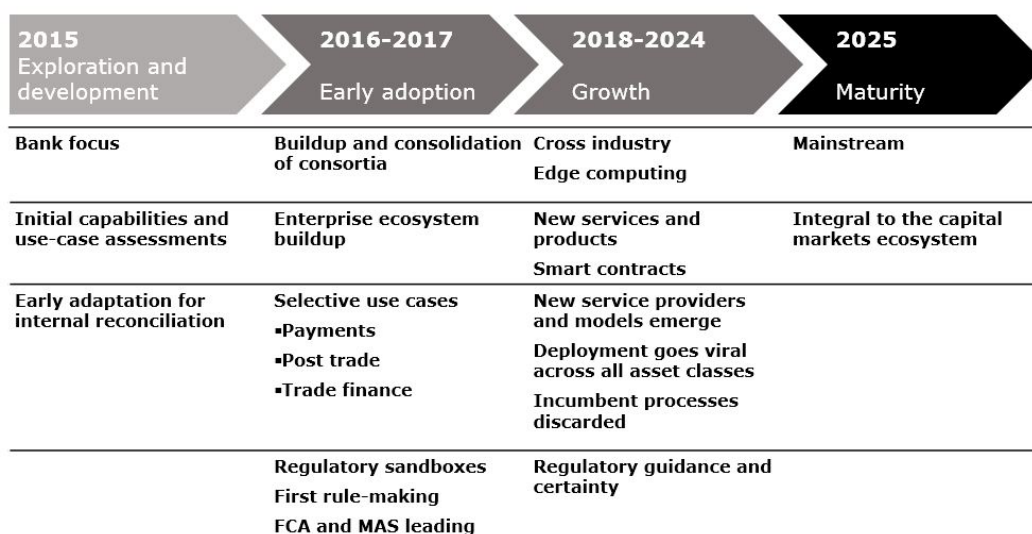 2015
Exploration and
development
2016-2017
Early adoption
2018-2024
Growth
2025
Maturity
Bank focus
Buildup and consolidation
of consortia
Cross industry
Edge computing
Mainstream
Initial capabilities and
use-case assessments
Enterprise ecosystem
buildup
New services and
products
Smart contracts
Integral to the capital
markets ecosystem
Early adaptation for
internal reconciliation
Selective use cases
▪Payments
▪Post trade
▪Trade finance
New service providers
and models emerge
Deployment goes viral
across all asset classes
Incumbent processes
discarded
Regulatory sandboxes
First rule-making
FCA and MAS leading
Regulatory guidance and
certainty